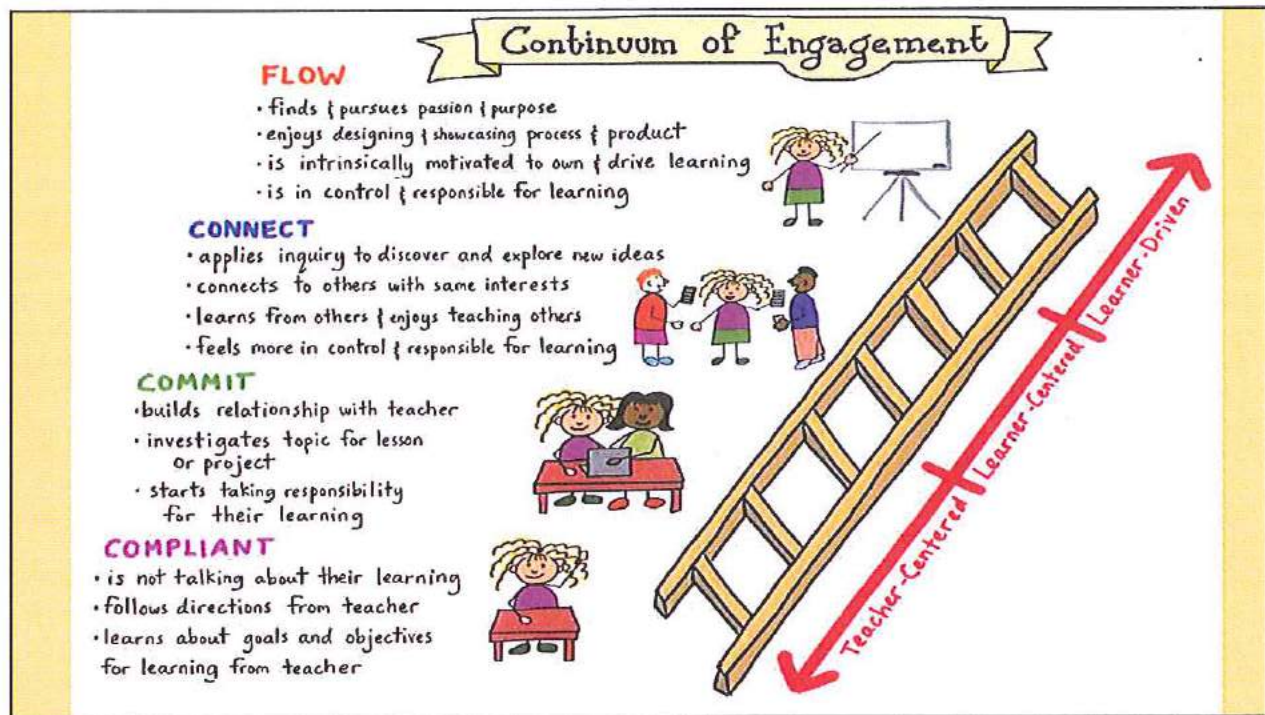 Continuum of Engagement
FLOW
• finds & pursues passion & purpose
• enjoys designing & showcasing process & product
• is intrinsically motivated to own & drive learning
• is in control & responsible for learning
CONNECT
• applies inquiry to discover and explore new ideas
• connects to others with same interests
• learns from others & enjoys teaching others
• feels more in control & responsible for learning
COMMIT
• builds relationship with teacher
• investigates topic for lesson
or project
• starts taking responsibility
for their learning
COMPLIANT
• is not talking about their learning
• follows directions from teacher
• learns about goals and objectives
for learning from teacher
Teacher-Centered
Learner-Centered
Learner-Driven